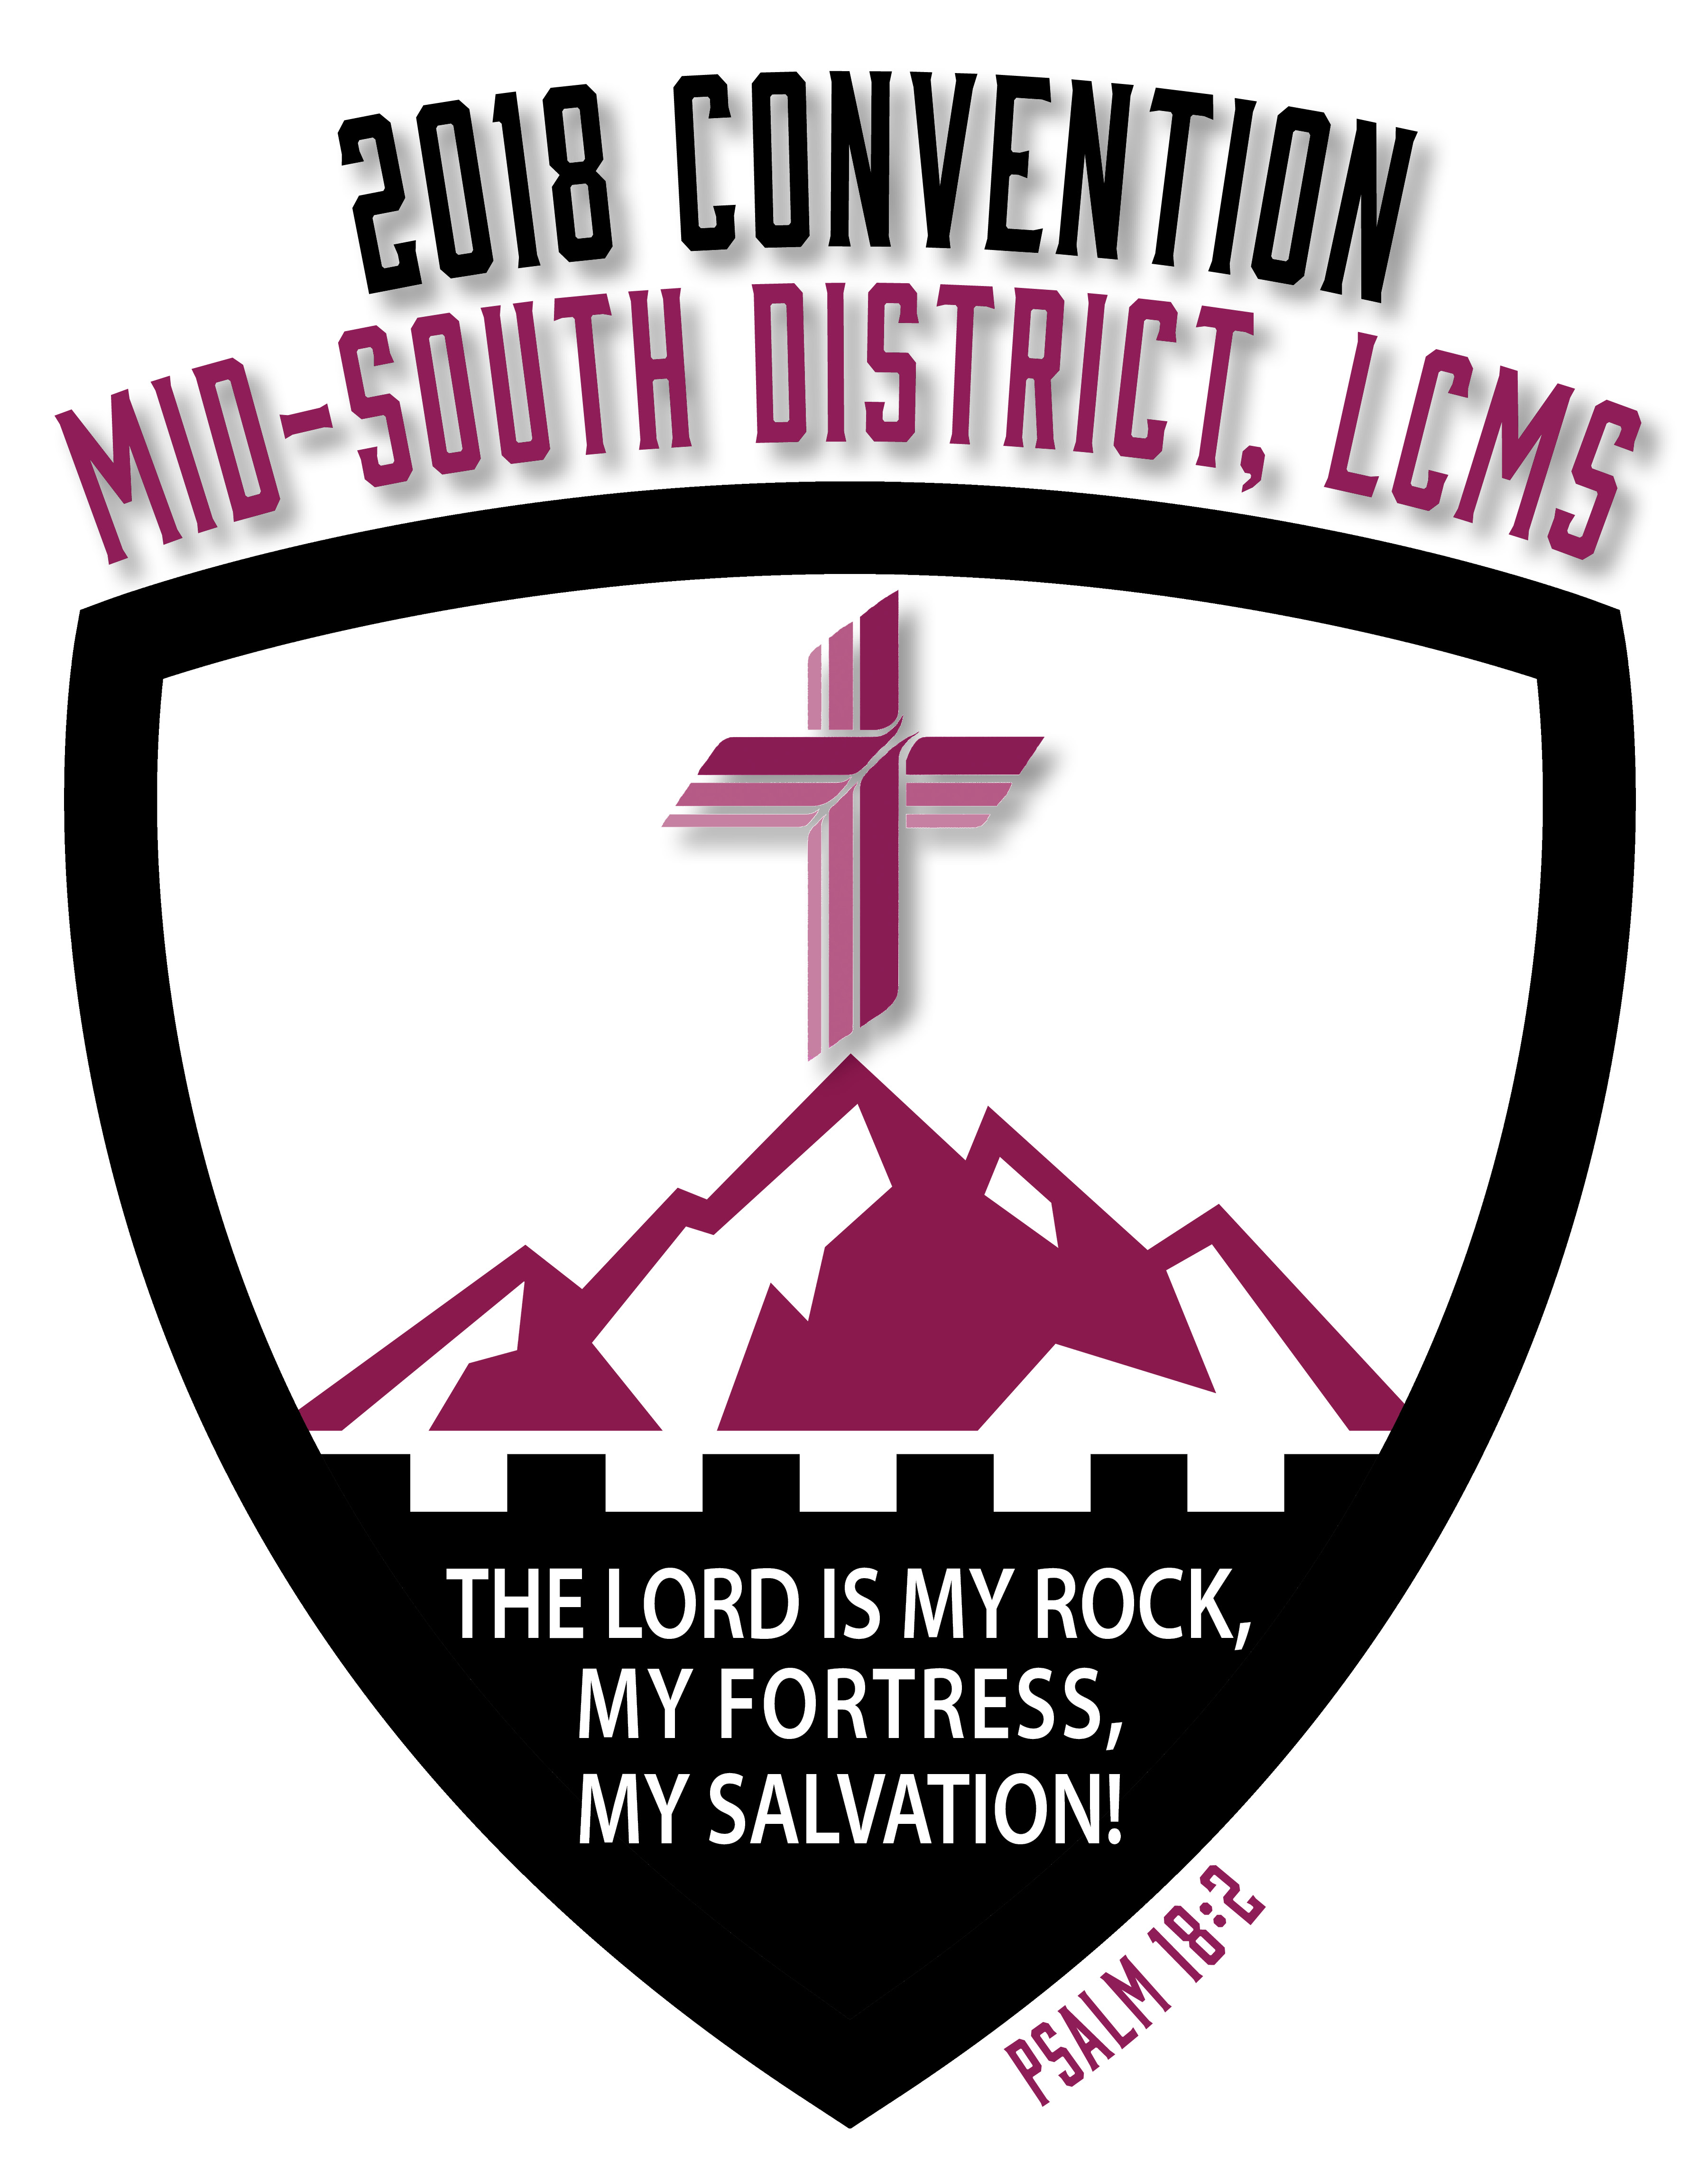 2018 CONVENTION
MID-SOUTH DISTRICT, LCMS
THE LORD IS MY ROCK,
MY FORTRESS,
MY SALVATION!
PSALM 18:2